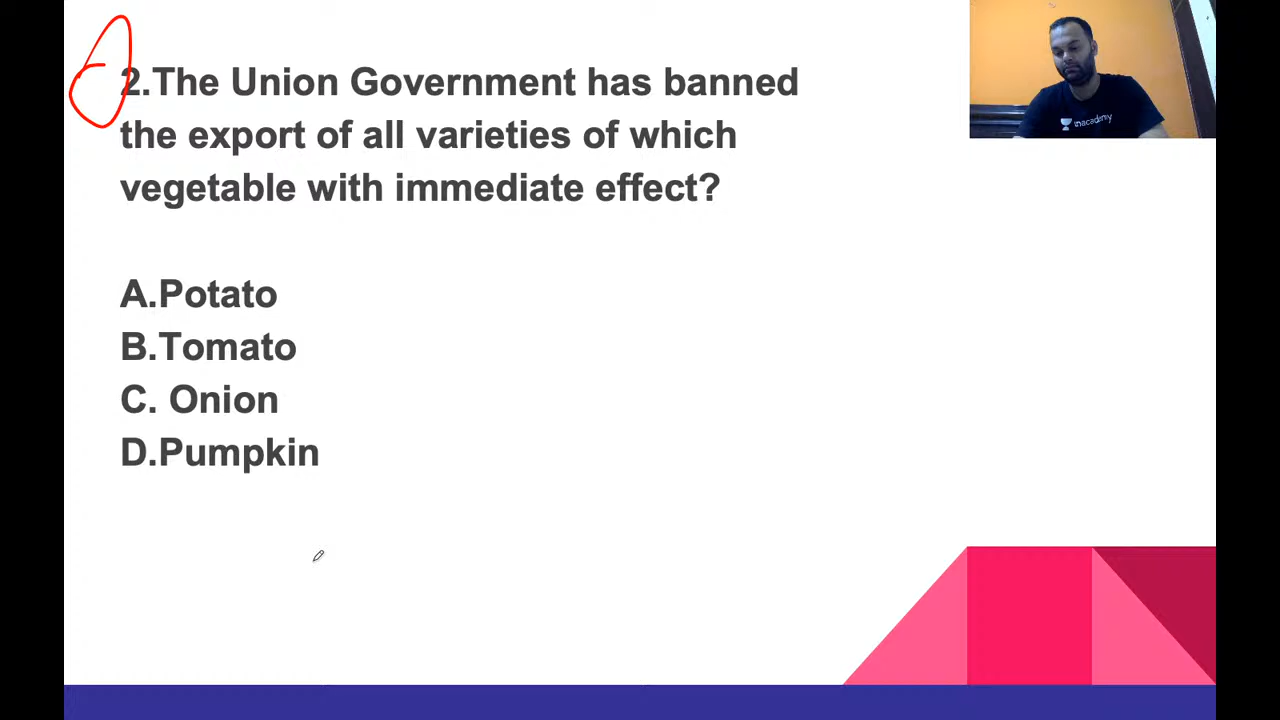 2.The Union Government has banned
the export of all varieties of which
vegetable with immediate effect?
A.Potato
B.Tomato
C. Onion
D.Pumpkin
unacademy